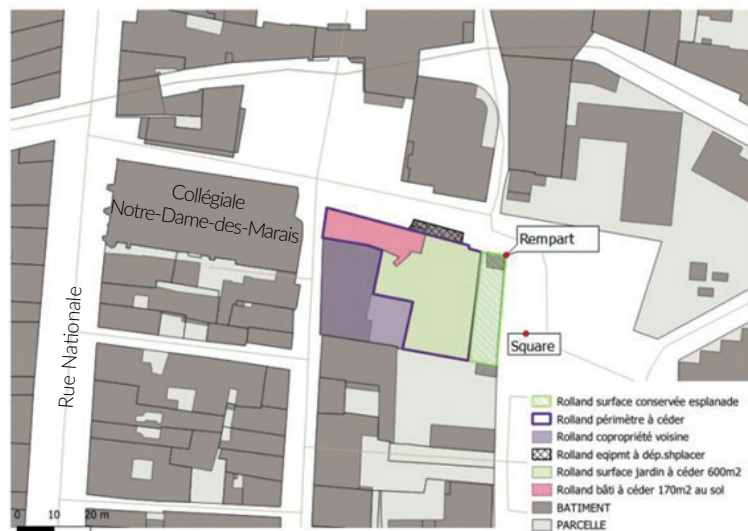 Collégiale
Notre-Dame-des-Marais
Rue Nationale
Rempart
Square
Rolland surface conservée esplanade
Rolland périmètre à céder
Rolland copropriété voisine
Rolland eqipmt à dép.shplacer
Rolland surface jardin à céder 600m2
Rolland bâti à céder 170m2 au sol
BATIMENT
PARCELLE
0 10 20 m